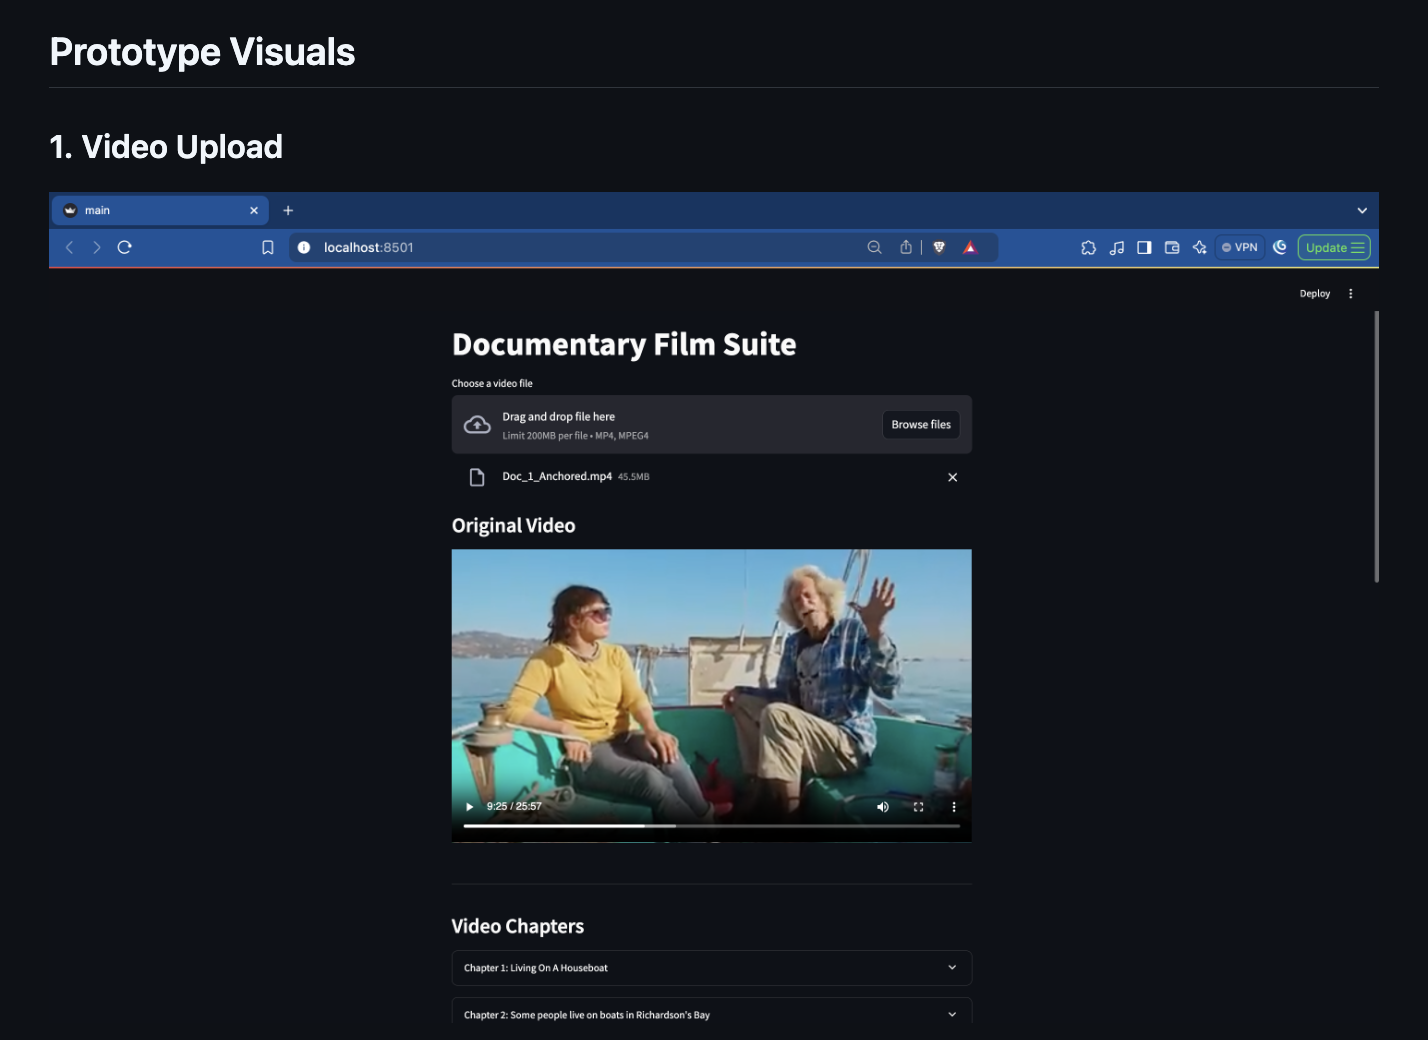 Prototype Visuals
1. Video Upload
main
localhost:8501
VPN
Update
Deploy
Documentary Film Suite
Choose a video file
Drag and drop file here
Limit 200MB per file • MP4, MPEG4
Browse files
Doc_1_Anchored.mp4 45.5MB
Original Video
9:25 / 25:57
Video Chapters
Chapter 1: Living On A Houseboat
Chapter 2: Some people live on boats in Richardson's Bay